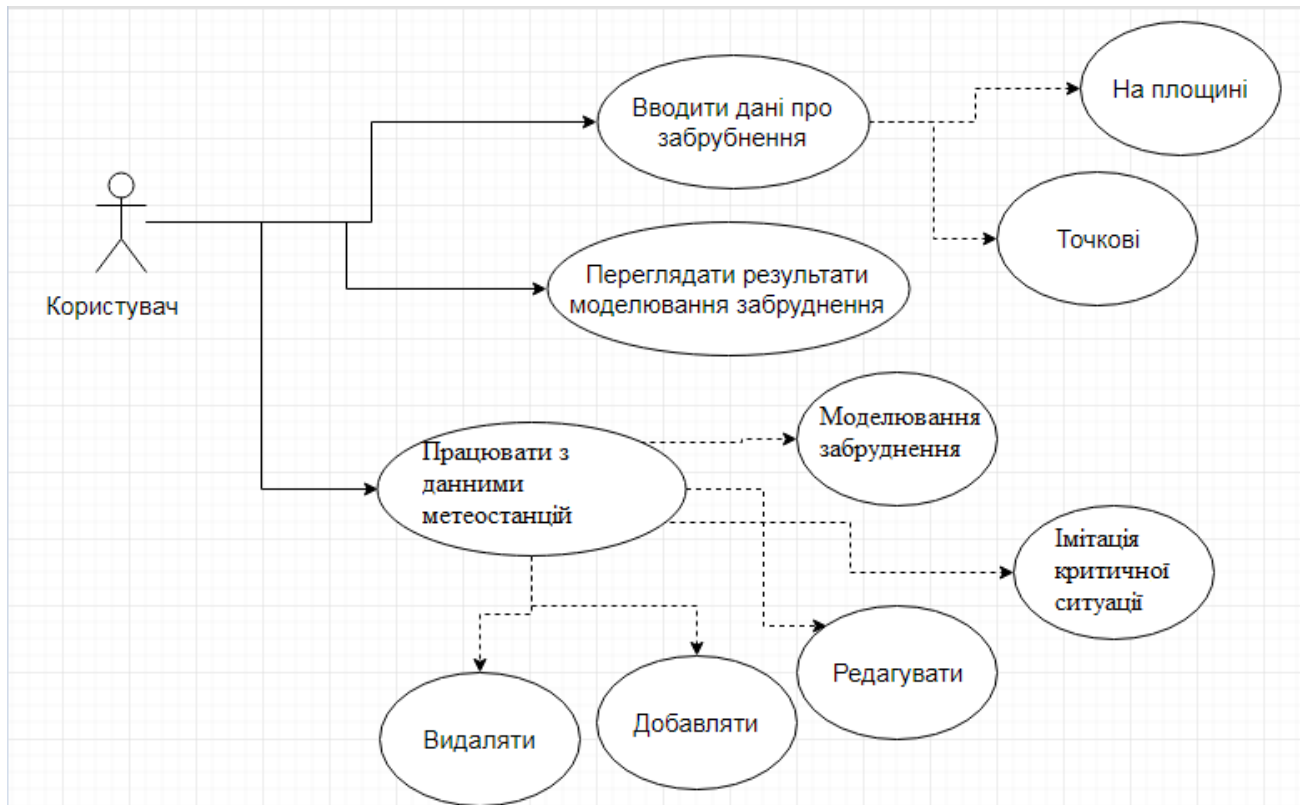 Вводити дані про
забрубнення
На площині
Точкові
Користувач
Переглядати результати
моделювання забруднення
Моделювання
забруднення
Працювати з
данними
метеостанцій
Імітація
критичної
ситуації
Редагувати
Добавляти
Видаляти